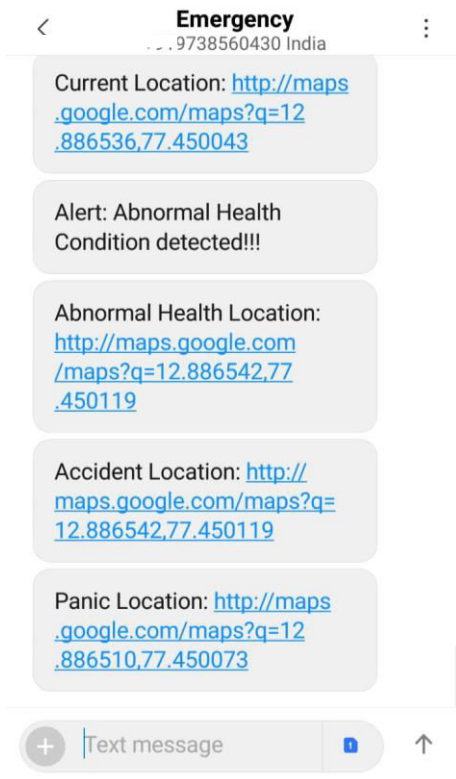 Emergency
9738560430 India
Current Location: http://maps
.google.com/maps?q=12
.886536,77.450043
Alert: Abnormal Health
Condition detected!!!
Abnormal Health Location:
http://maps.google.com
/maps?q=12.886542,77
.450119
Accident Location: http://
maps.google.com/maps?q=
12.886542,77.450119
Panic Location: http://maps
.google.com/maps?q=12
.886510,77.450073
Text message
1